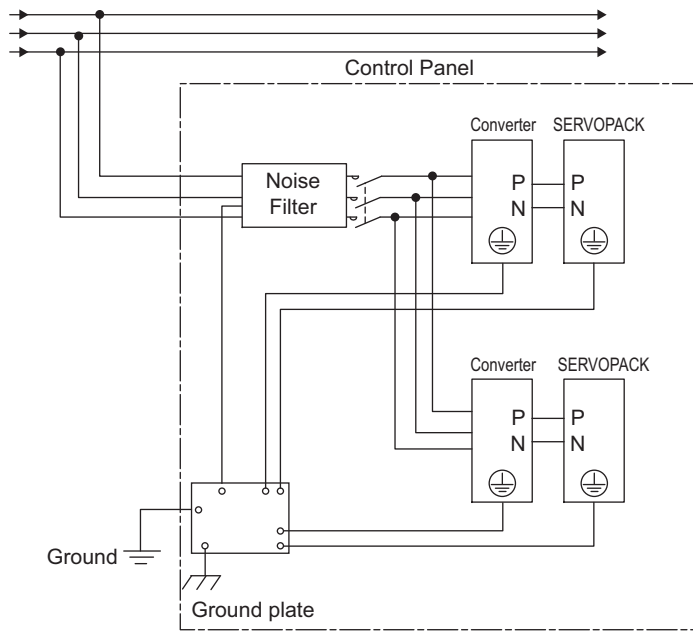 Control Panel
Converter SERVOPACK
Noise
Filter
P P
N N
Converter SERVOPACK
P P
N N
Ground
Ground plate